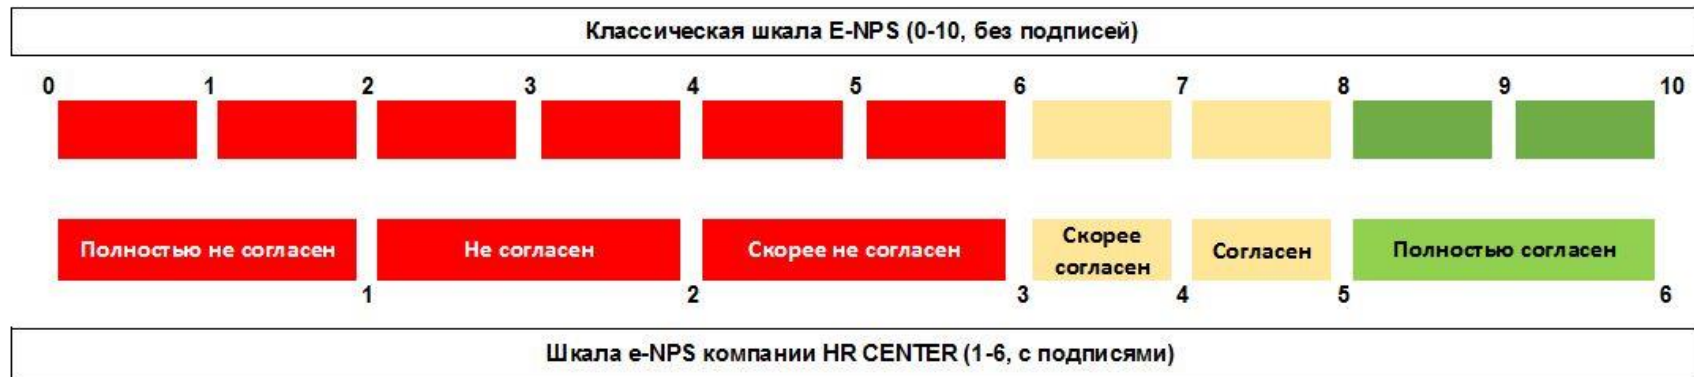 Классическая шкала E-NPS (0-10, без подписей)
0 1 2 3 4 5 6 7 8 9 10
Полностью не согласен Не согласен Скорее не согласен Скорее согласен Согласен Полностью согласен
1 2 3 4 5 6
Шкала e-NPS компании HR CENTER (1-6, с подписями)